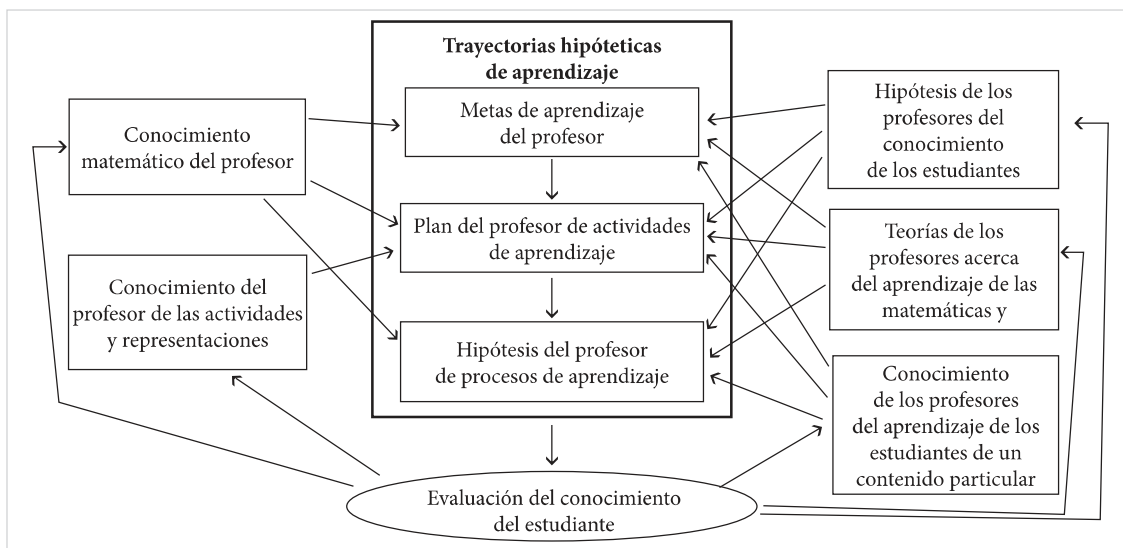 Trayectorias hipóteticas
de aprendizaje
Metas de aprendizaje
del profesor
Plan del profesor de actividades
de aprendizaje
Hipótesis del profesor
de procesos de aprendizaje
Conocimiento
matemático del profesor
Conocimiento del
profesor de las actividades
y representaciones
Hipótesis de los
profesores del
conocimiento
de los estudiantes
Teorías de los
profesores acerca
del aprendizaje de las
matemáticas y
Conocimiento
de los profesores
del aprendizaje de los
estudiantes de un
contenido particular
Evaluación del conocimiento
del estudiante